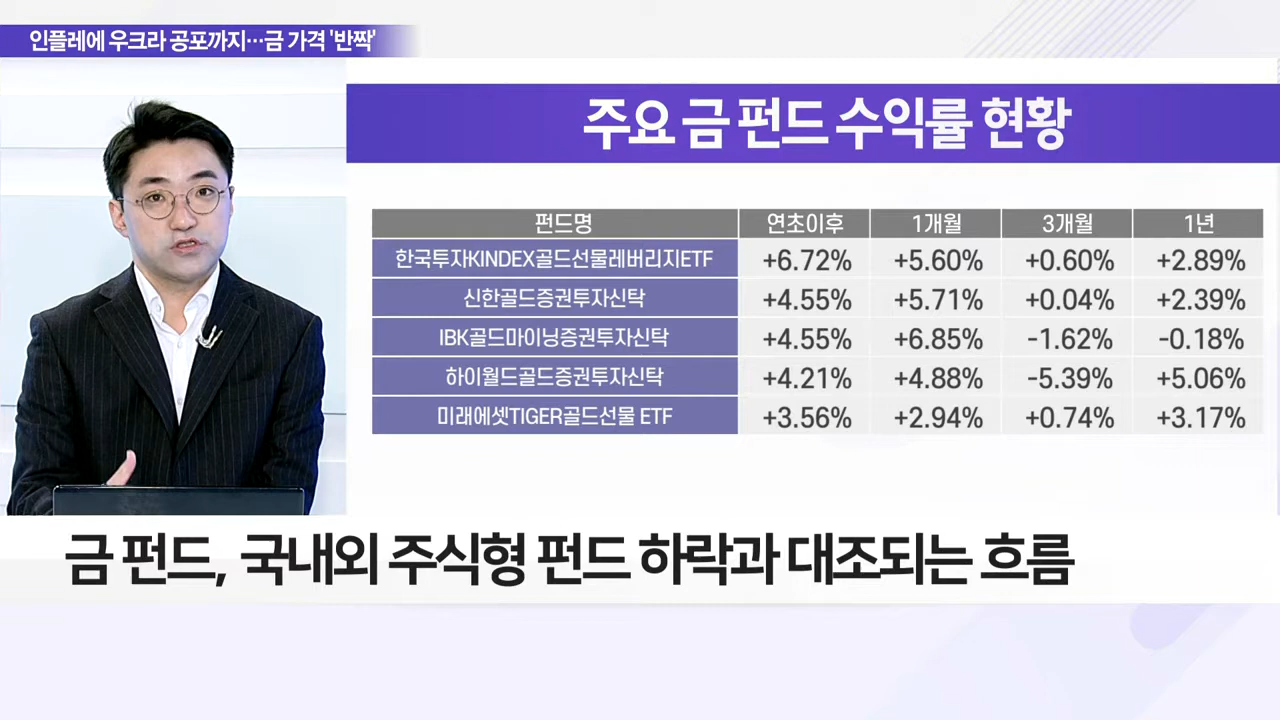 인플레에 우크라 공포까지…금 가격 '반짝'
주요 금 펀드 수익률 현황
펀드명 연초이후 1개월 3개월 1년
한국투자KINDEX골드선물레버리지ETF +6.72% +5.60% +0.60% +2.89%
신한골드증권투자신탁 +4.55% +5.71% +0.04% +2.39%
IBK골드마이닝증권투자신탁 +4.55% +6.85% -1.62% -0.18%
하이월드골드증권투자신탁 +4.21% +4.88% -5.39% +5.06%
미래에셋TIGER골드선물 ETF +3.56% +2.94% +0.74% +3.17%
금 펀드, 국내외 주식형 펀드 하락과 대조되는 흐름